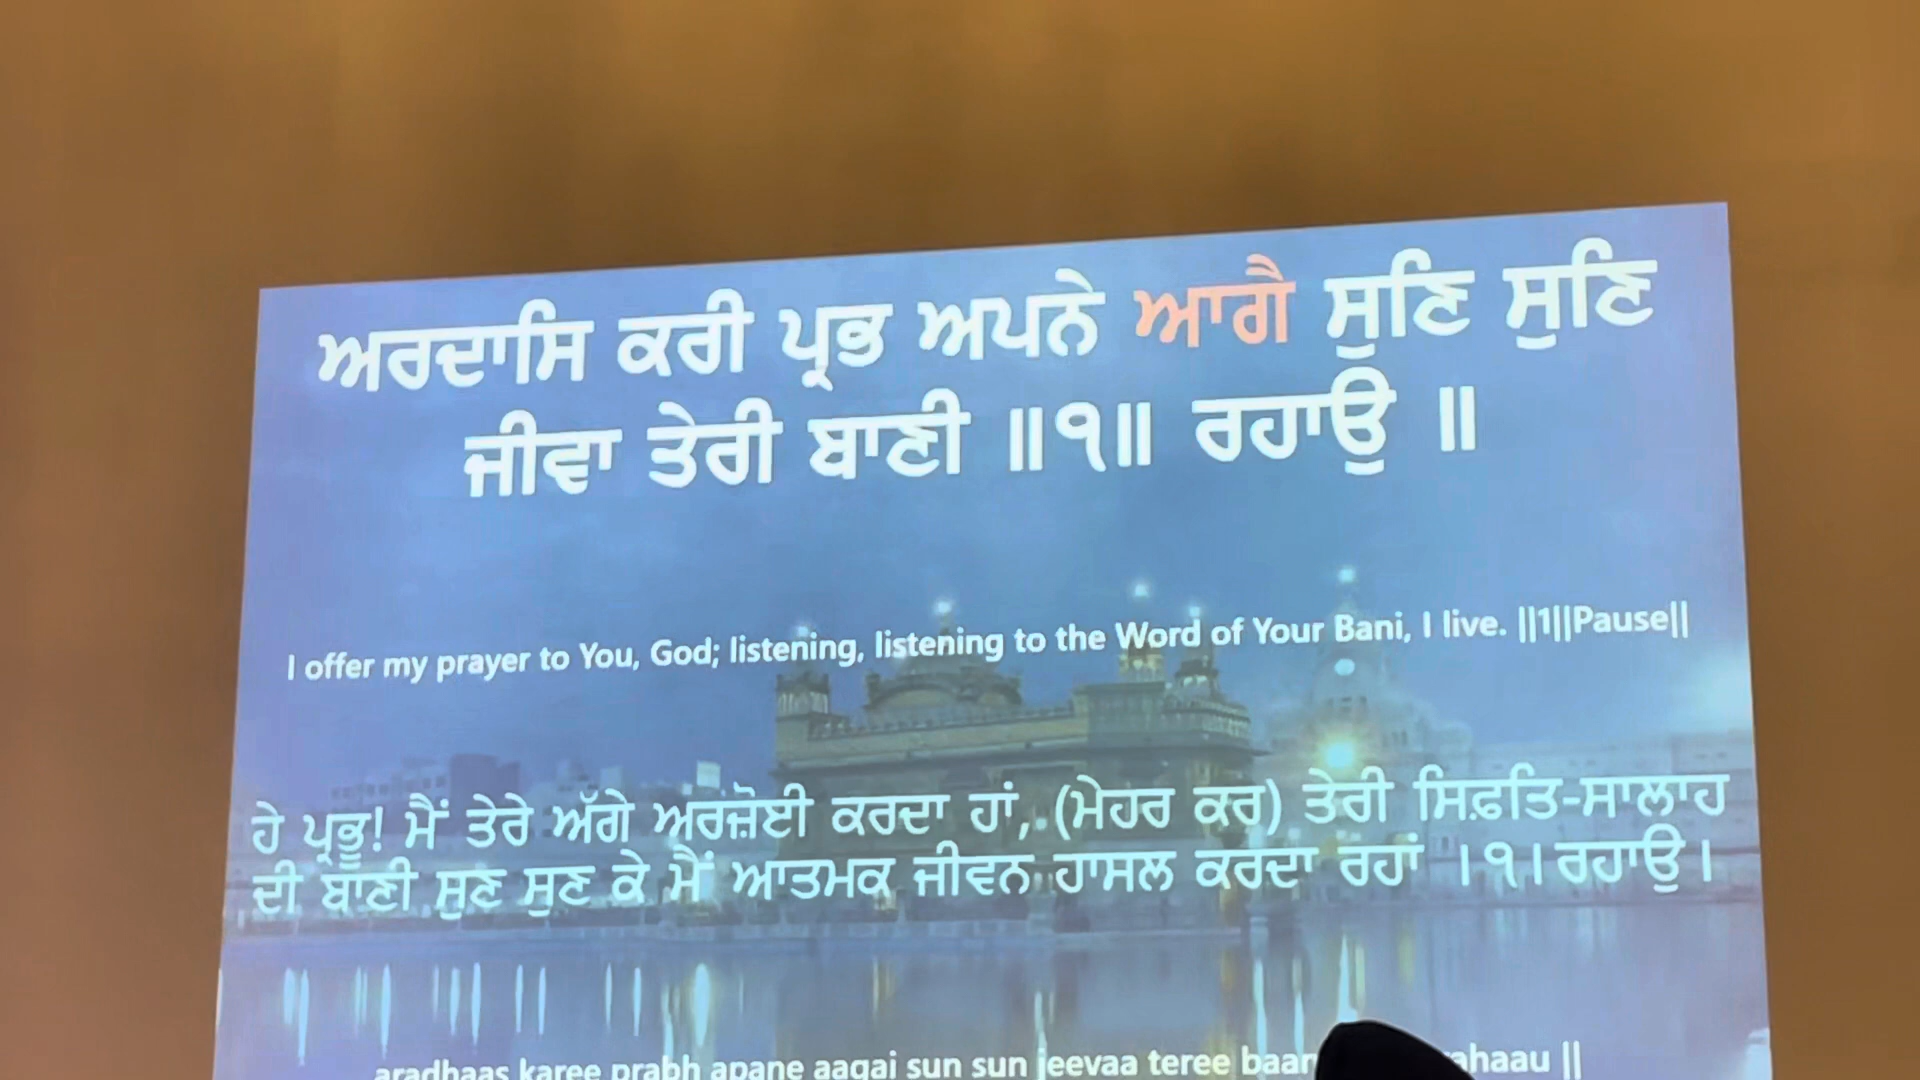 ਅਰਦਾਸਿ ਕਰੀ ਪ੍ਰਭ ਅਪਨੇ ਆਗੈ ਸੁਣਿ ਸੁਣਿ
ਜੀਵਾ ਤੇਰੀ ਬਾਣੀ ॥੧॥ ਰਹਾਉ ॥
I offer my prayer to You, God; listening, listening to the Word of Your Bani, I live. ||1||Pause||
ਹੇ ਪ੍ਰਭੂ! ਮੈਂ ਤੇਰੇ ਅੱਗੇ ਅਰਜ਼ੋਈ ਕਰਦਾ ਹਾਂ, (ਮੇਹਰ ਕਰ) ਤੇਰੀ ਸਿਫ਼ਤਿ-ਸਾਲਾਹ
ਦੀ ਬਾਣੀ ਸੁਣ ਸੁਣ ਕੇ ਮੈਂ ਆਤਮਕ ਜੀਵਨ ਹਾਸਲ ਕਰਦਾ ਰਹਾਂ ।੧।ਰਹਾਉ।
aradhaas karee prabh apane aagai sun sun jeevaa teree ||